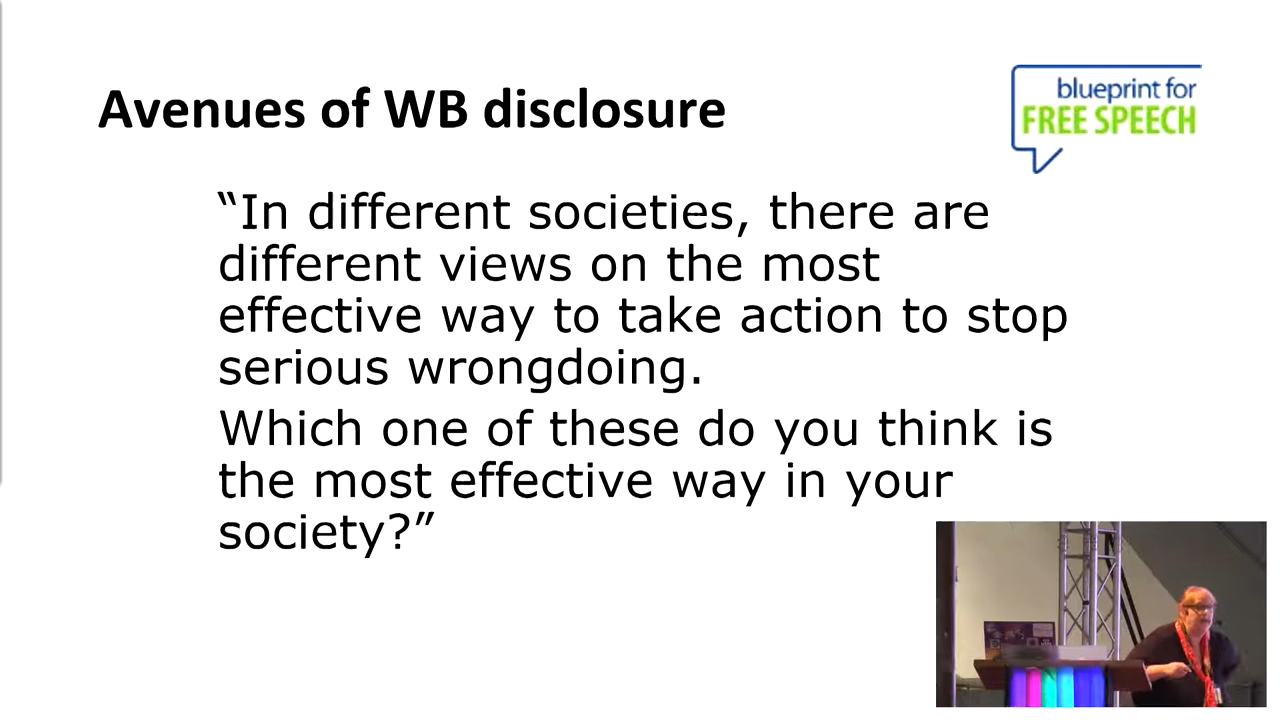 Avenues of WB disclosure
blueprint for
FREE SPEECH
“In different societies, there are
different views on the most
effective way to take action to stop
serious wrongdoing.
Which one of these do you think is
the most effective way in your
society?”